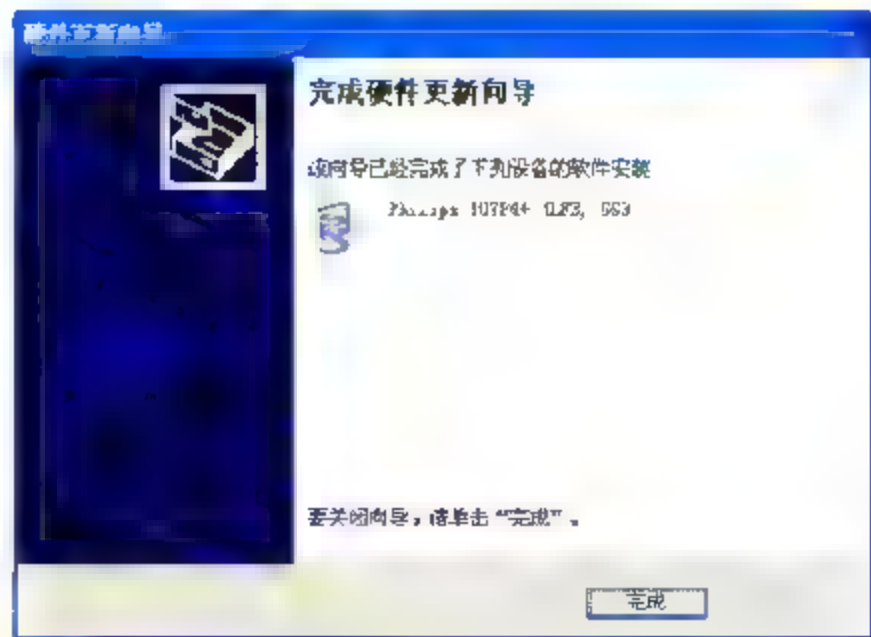 硬件更新向导
完成硬件更新向导
该向导已经完成了下列设备的软件安装
Philips
要关闭向导，请单击“完成”。
完成